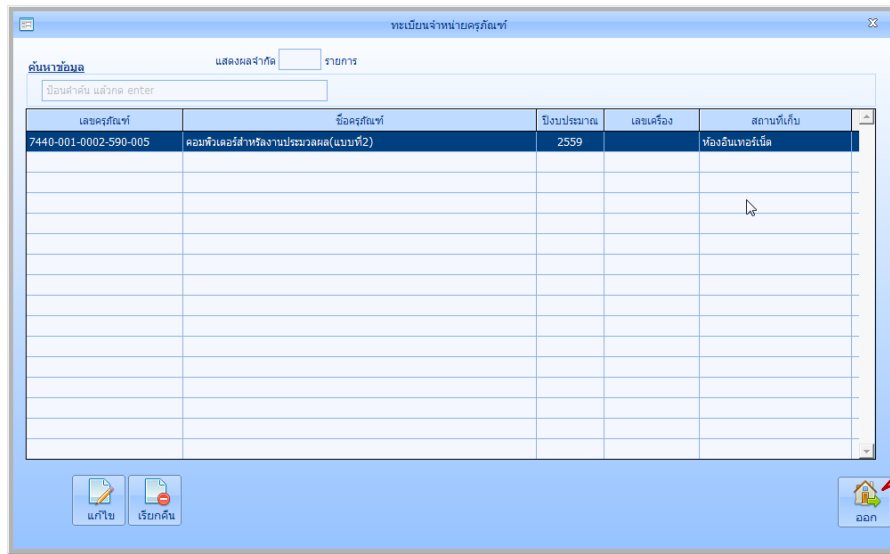 ทะเบียนจำหน่ายครุภัณฑ์
ค้นหาข้อมูล แสดงผลจำกัด รายการ
ป้อนคำค้น แล้วกด enter
เลขครุภัณฑ์ ชื่อครุภัณฑ์ ปีงบประมาณ เลขเครื่อง สถานที่เก็บ
7440-001-0002-590-005 คอมพิวเตอร์สำหรัลงานประมวลผล(แบบที่2) 2559 ห้องอินเทอร์เน็ต
แก้ไข เรียกคืน ออก